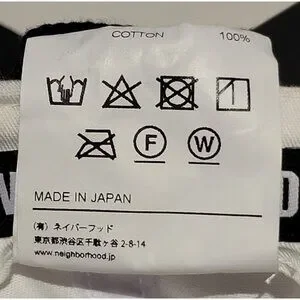 COTTON 100%
F W
MADE IN JAPAN
(有) ネイバーフッド
東京都渋谷区千駄ヶ谷 2-8-14
www.neighborhood.jp